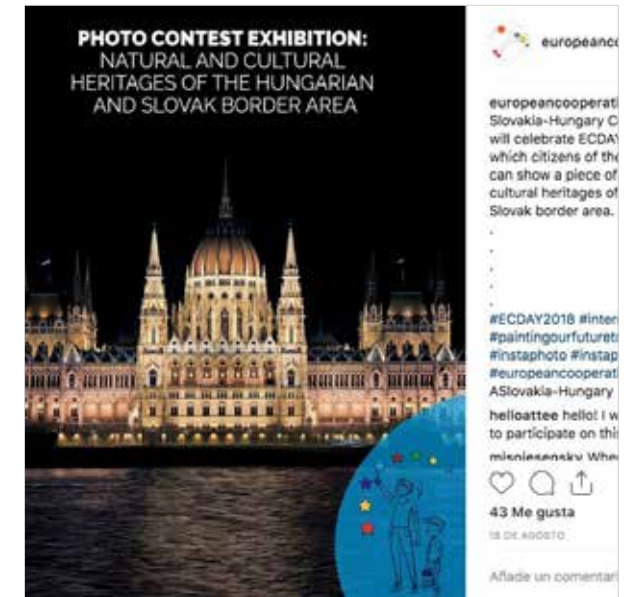 PHOTO CONTEST EXHIBITION:
NATURAL AND CULTURAL
HERITAGES OF THE HUNGARIAN
AND SLOVAK BORDER AREA
europeanco
europeancooperati
Slovakia-Hungary C
will celebrate ECDAY
which citizens of the
can show a piece of
cultural heritages of
Slovak border area.
.
.
.
.
.
#ECDAY2018 #inter
#paintingourfuturet
#instaphoto #instap
#europeancooperati
ASlovakia-Hungary
helloattee hello! I w
to participate on this
misniesensky Whe
43 Me gusta
18 DE AGOSTO
Añade un comentari